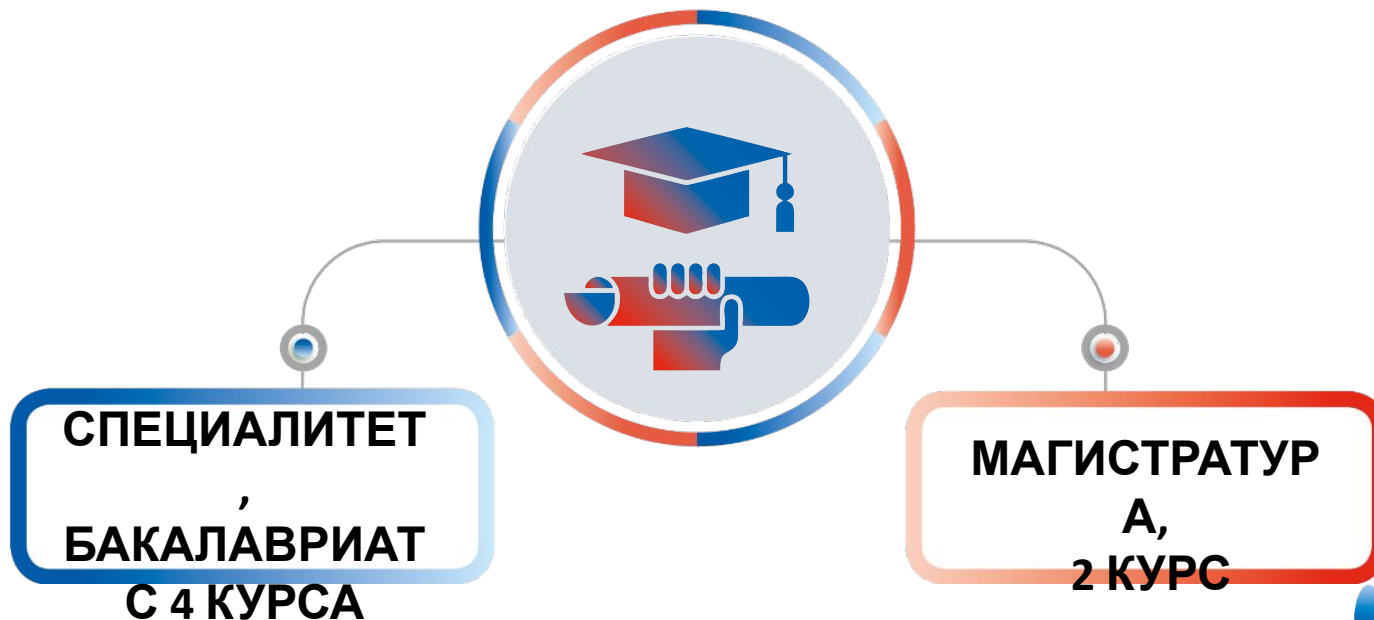 СПЕЦИАЛИТЕТ
,
БАКАЛАВРИАТ
С 4 КУРСА
МАГИСТРАТУР
А,
2 КУРС